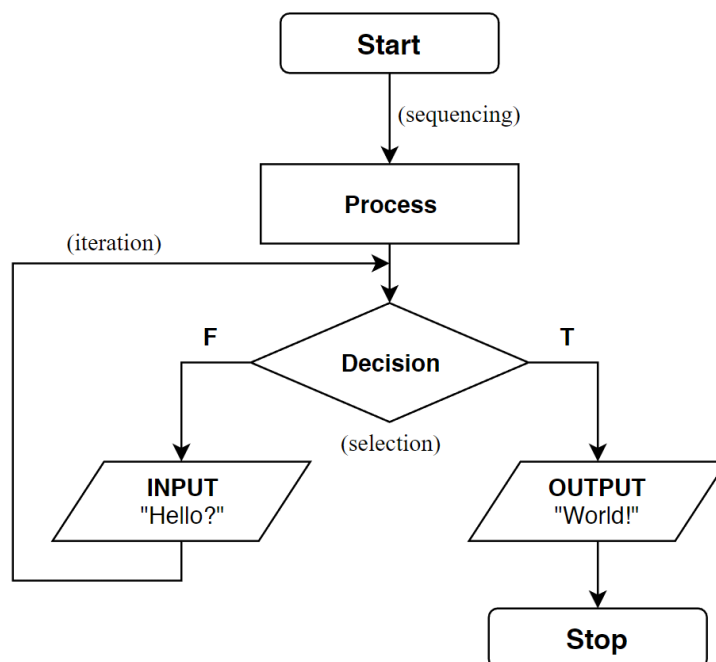 Start
(sequencing)
Process
(iteration)
F
T
Decision
(selection)
INPUT
"Hello?"
OUTPUT
"World!"
Stop